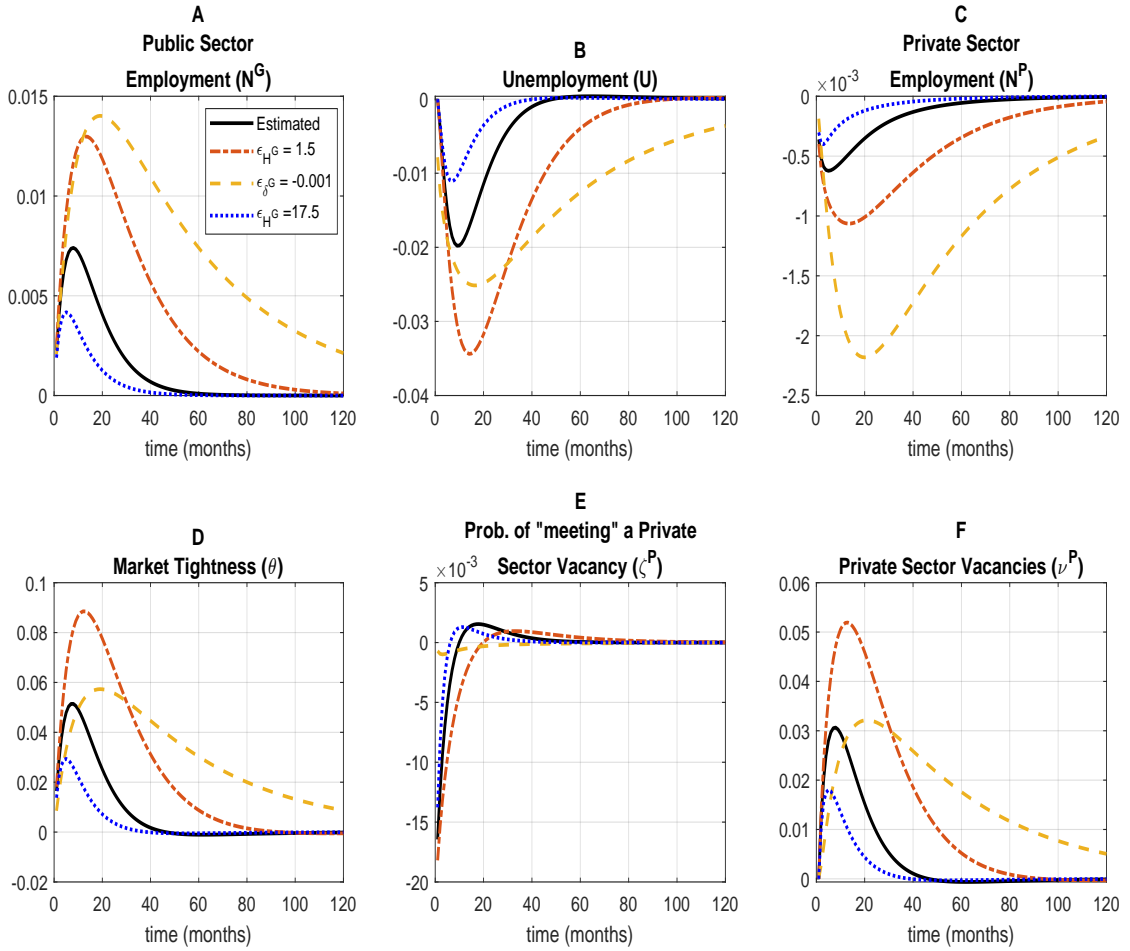 A
Public Sector
Employment (N^G)
0.015
0.01
0.005
0
0 20 40 60 80 100 120
time (months)
Estimated
ϵ_H^G = 1.5
ϵ_δ^G = -0.001
ϵ_H^G =17.5
B
Unemployment (U)
0
-0.01
-0.02
-0.03
-0.04
0 20 40 60 80 100 120
time (months)
C
Private Sector
Employment (N^P)
×10^-3
0
-0.5
-1
-1.5
-2
-2.5
0 20 40 60 80 100 120
time (months)
D
Market Tightness (θ)
0.1
0.08
0.06
0.04
0.02
0
-0.02
0 20 40 60 80 100 120
time (months)
E
Prob. of "meeting" a Private
Sector Vacancy (ζ^P)
×10^-3
5
0
-5
-10
-15
-20
0 20 40 60 80 100 120
time (months)
F
Private Sector Vacancies (ν^P)
0.06
0.05
0.04
0.03
0.02
0.01
0
0 20 40 60 80 100 120
time (months)